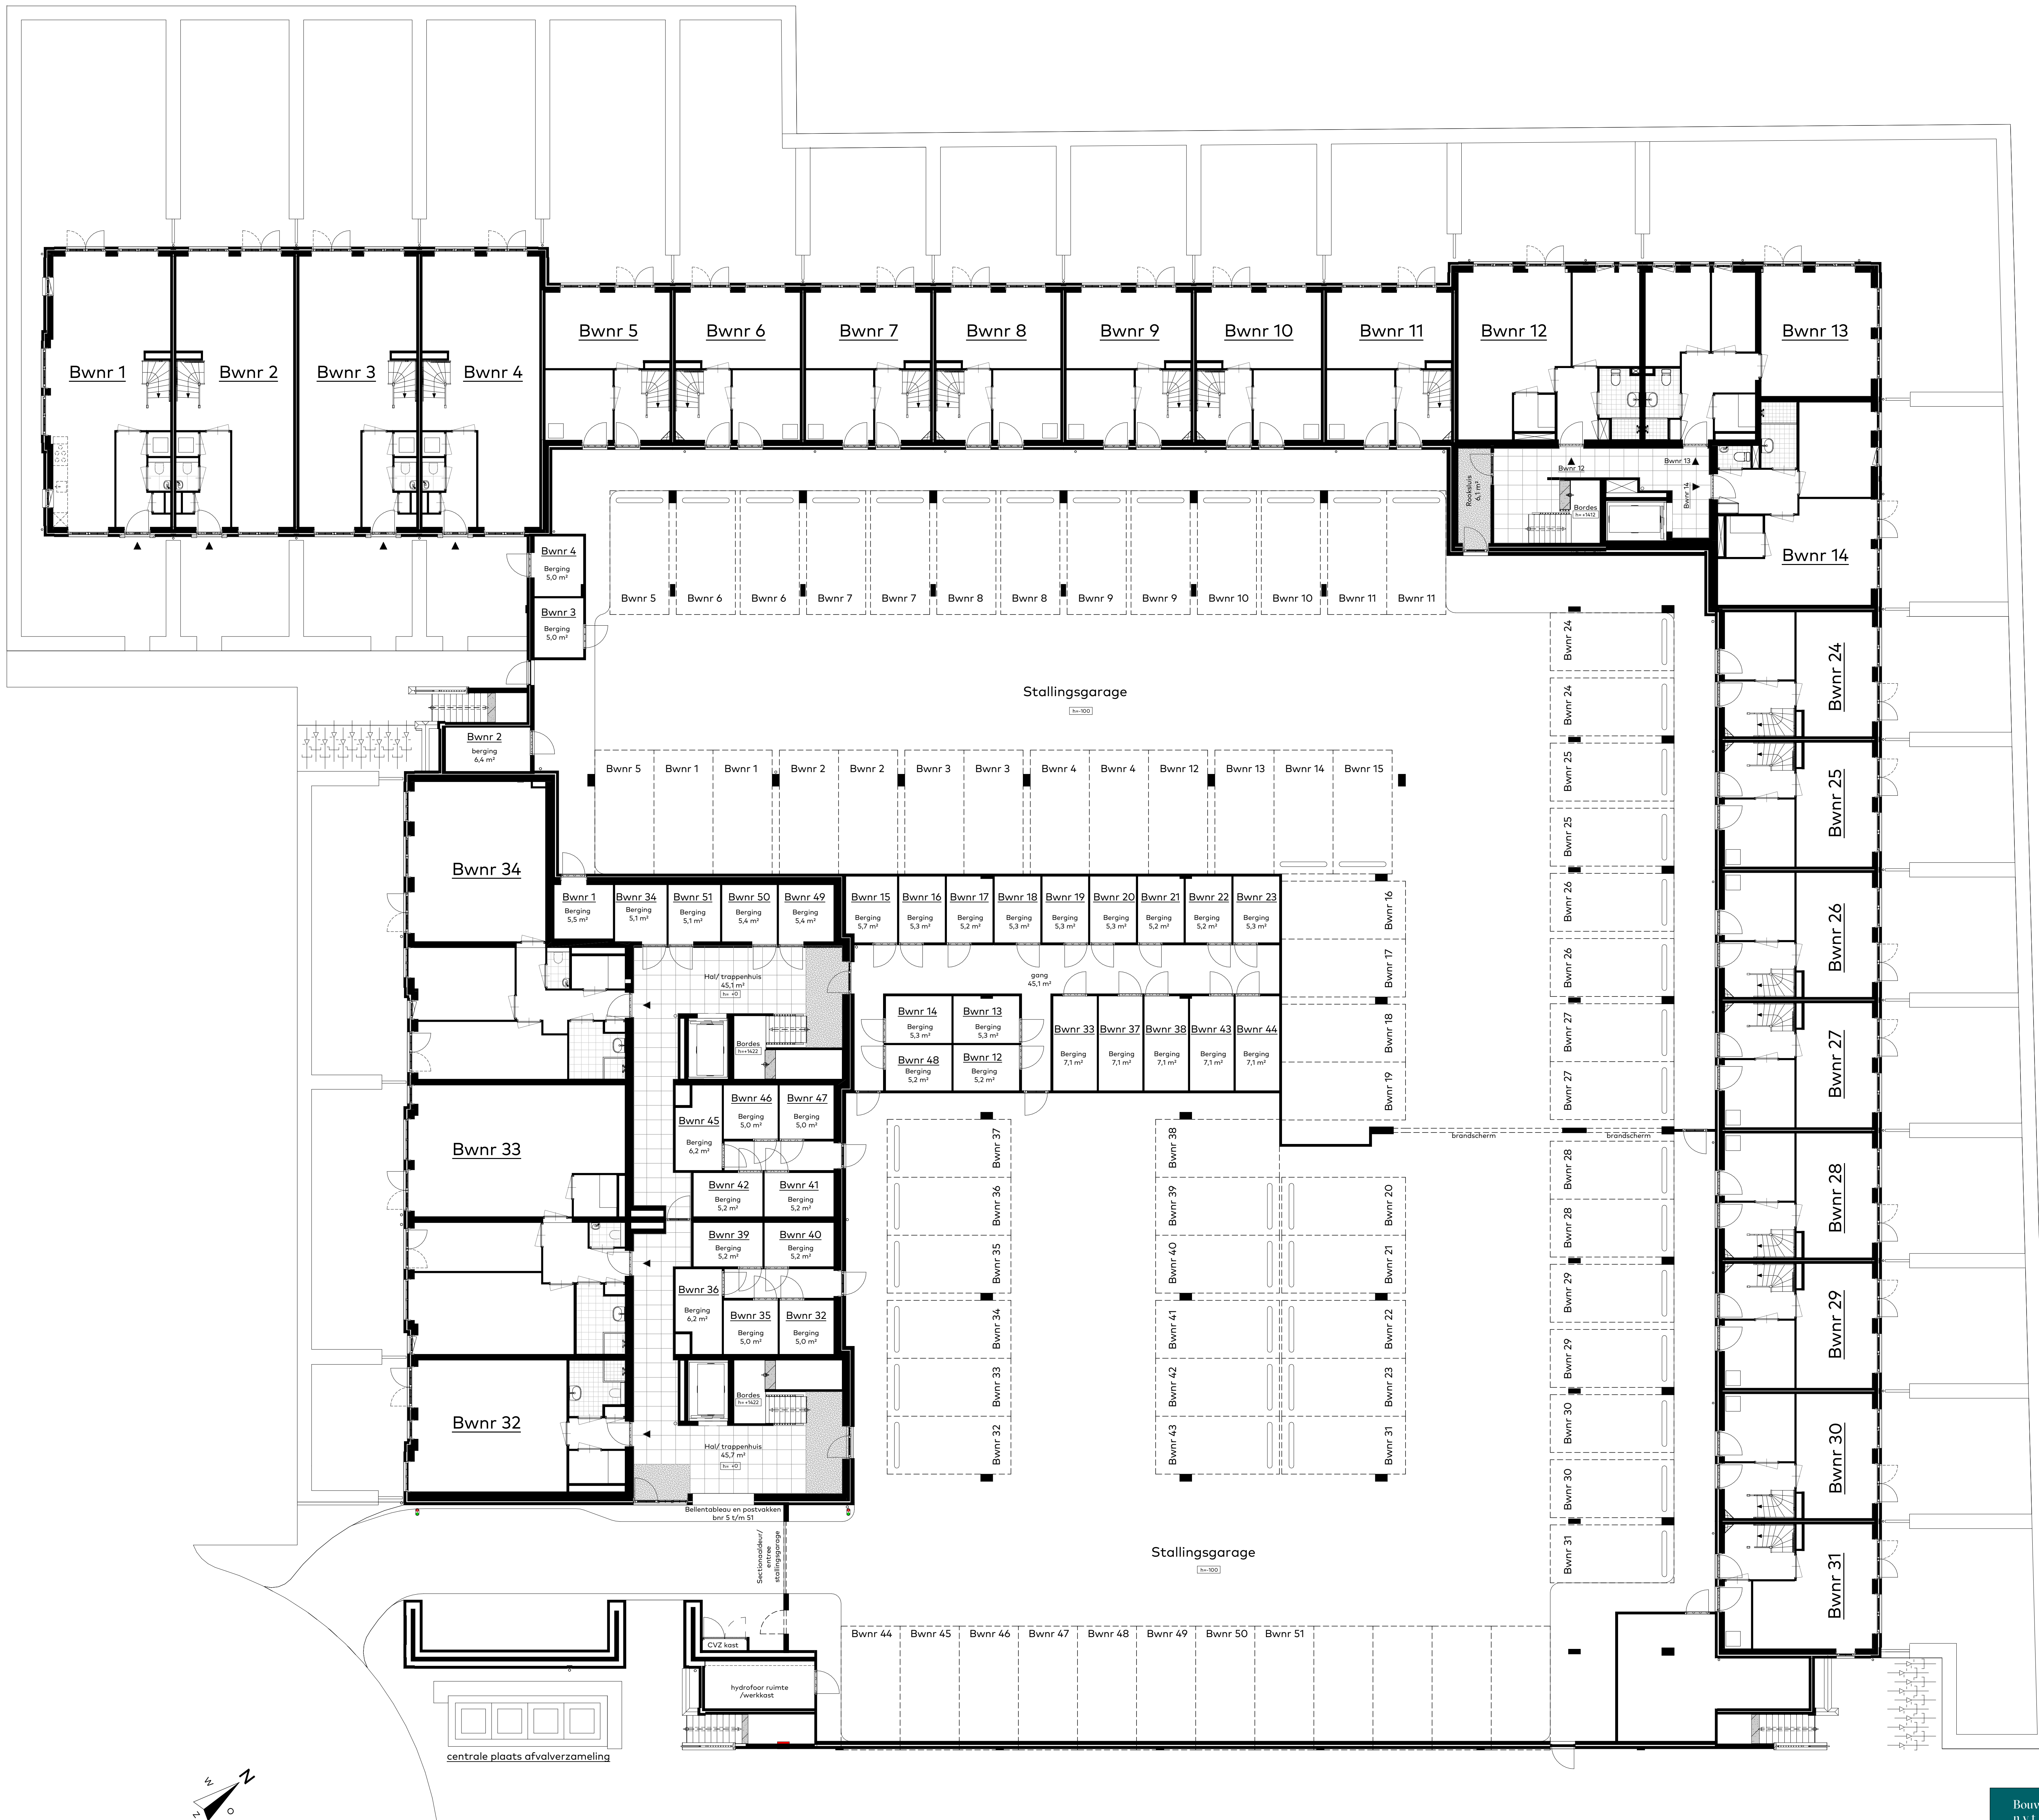 Bwnr 1
Bwnr 2
Bwnr 3
Bwnr 4
Bwnr 5
Bwnr 6
Bwnr 7
Bwnr 8
Bwnr 9
Bwnr 10
Bwnr 11
Bwnr 12
Bwnr 13
Rooksluis
6,1 m²
Bwnr 12
Bwnr 13
Bwnr 14
Bordes
h=+1412
Bwnr 14
Bwnr 4
Berging
5,0 m²
Bwnr 3
Berging
5,0 m²
Bwnr 5
Bwnr 6
Bwnr 6
Bwnr 7
Bwnr 7
Bwnr 8
Bwnr 8
Bwnr 9
Bwnr 9
Bwnr 10
Bwnr 10
Bwnr 11
Bwnr 11
Stallingsgarage
h=-100
Bwnr 2
berging
6,4 m²
Bwnr 5
Bwnr 1
Bwnr 1
Bwnr 2
Bwnr 2
Bwnr 3
Bwnr 3
Bwnr 4
Bwnr 4
Bwnr 12
Bwnr 13
Bwnr 14
Bwnr 15
Bwnr 24
Bwnr 24
Bwnr 25
Bwnr 25
Bwnr 26
Bwnr 26
Bwnr 27
Bwnr 27
Bwnr 24
Bwnr 25
Bwnr 26
Bwnr 27
Bwnr 34
Bwnr 1
Berging
5,5 m²
Bwnr 34
Berging
5,1 m²
Bwnr 51
Berging
5,1 m²
Bwnr 50
Berging
5,4 m²
Bwnr 49
Berging
5,4 m²
Bwnr 15
Berging
5,7 m²
Bwnr 16
Berging
5,3 m²
Bwnr 17
Berging
5,2 m²
Bwnr 18
Berging
5,3 m²
Bwnr 19
Berging
5,3 m²
Bwnr 20
Berging
5,3 m²
Bwnr 21
Berging
5,2 m²
Bwnr 22
Berging
5,2 m²
Bwnr 23
Berging
5,3 m²
Bwnr 16
Bwnr 17
Bwnr 18
Bwnr 19
Hal/ trappenhuis
45,1 m²
h= ±0
Bordes
h=+1422
gang
45,1 m²
Bwnr 14
Berging
5,3 m²
Bwnr 13
Berging
5,3 m²
Bwnr 48
Berging
5,2 m²
Bwnr 12
Berging
5,2 m²
Bwnr 33
Berging
7,1 m²
Bwnr 37
Berging
7,1 m²
Bwnr 38
Berging
7,1 m²
Bwnr 43
Berging
7,1 m²
Bwnr 44
Berging
7,1 m²
brandscherm
brandscherm
Bwnr 33
Bwnr 45
Berging
6,2 m²
Bwnr 46
Berging
5,0 m²
Bwnr 47
Berging
5,0 m²
Bwnr 42
Berging
5,2 m²
Bwnr 41
Berging
5,2 m²
Bwnr 39
Berging
5,2 m²
Bwnr 40
Berging
5,2 m²
Bwnr 36
Berging
6,2 m²
Bwnr 35
Berging
5,0 m²
Bwnr 32
Berging
5,0 m²
Bwnr 37
Bwnr 36
Bwnr 35
Bwnr 34
Bwnr 33
Bwnr 32
Bwnr 38
Bwnr 39
Bwnr 40
Bwnr 41
Bwnr 42
Bwnr 43
Bwnr 20
Bwnr 21
Bwnr 22
Bwnr 23
Bwnr 31
Bwnr 28
Bwnr 28
Bwnr 29
Bwnr 29
Bwnr 30
Bwnr 30
Bwnr 31
Bwnr 28
Bwnr 29
Bwnr 30
Bwnr 31
Bwnr 32
Bordes
h=+1422
Hal/ trappenhuis
45,7 m²
h= ±0
Bellentableau en postvakken
bnr 5 t/m 51
Sectionaaldeur/
entree
stallingsgarage
Stallingsgarage
h=-100
Bwnr 44
Bwnr 45
Bwnr 46
Bwnr 47
Bwnr 48
Bwnr 49
Bwnr 50
Bwnr 51
CVZ kast
hydrofoor ruimte
/werkkast
centrale plaats afvalverzameling
N
W
O
Z
Bouw